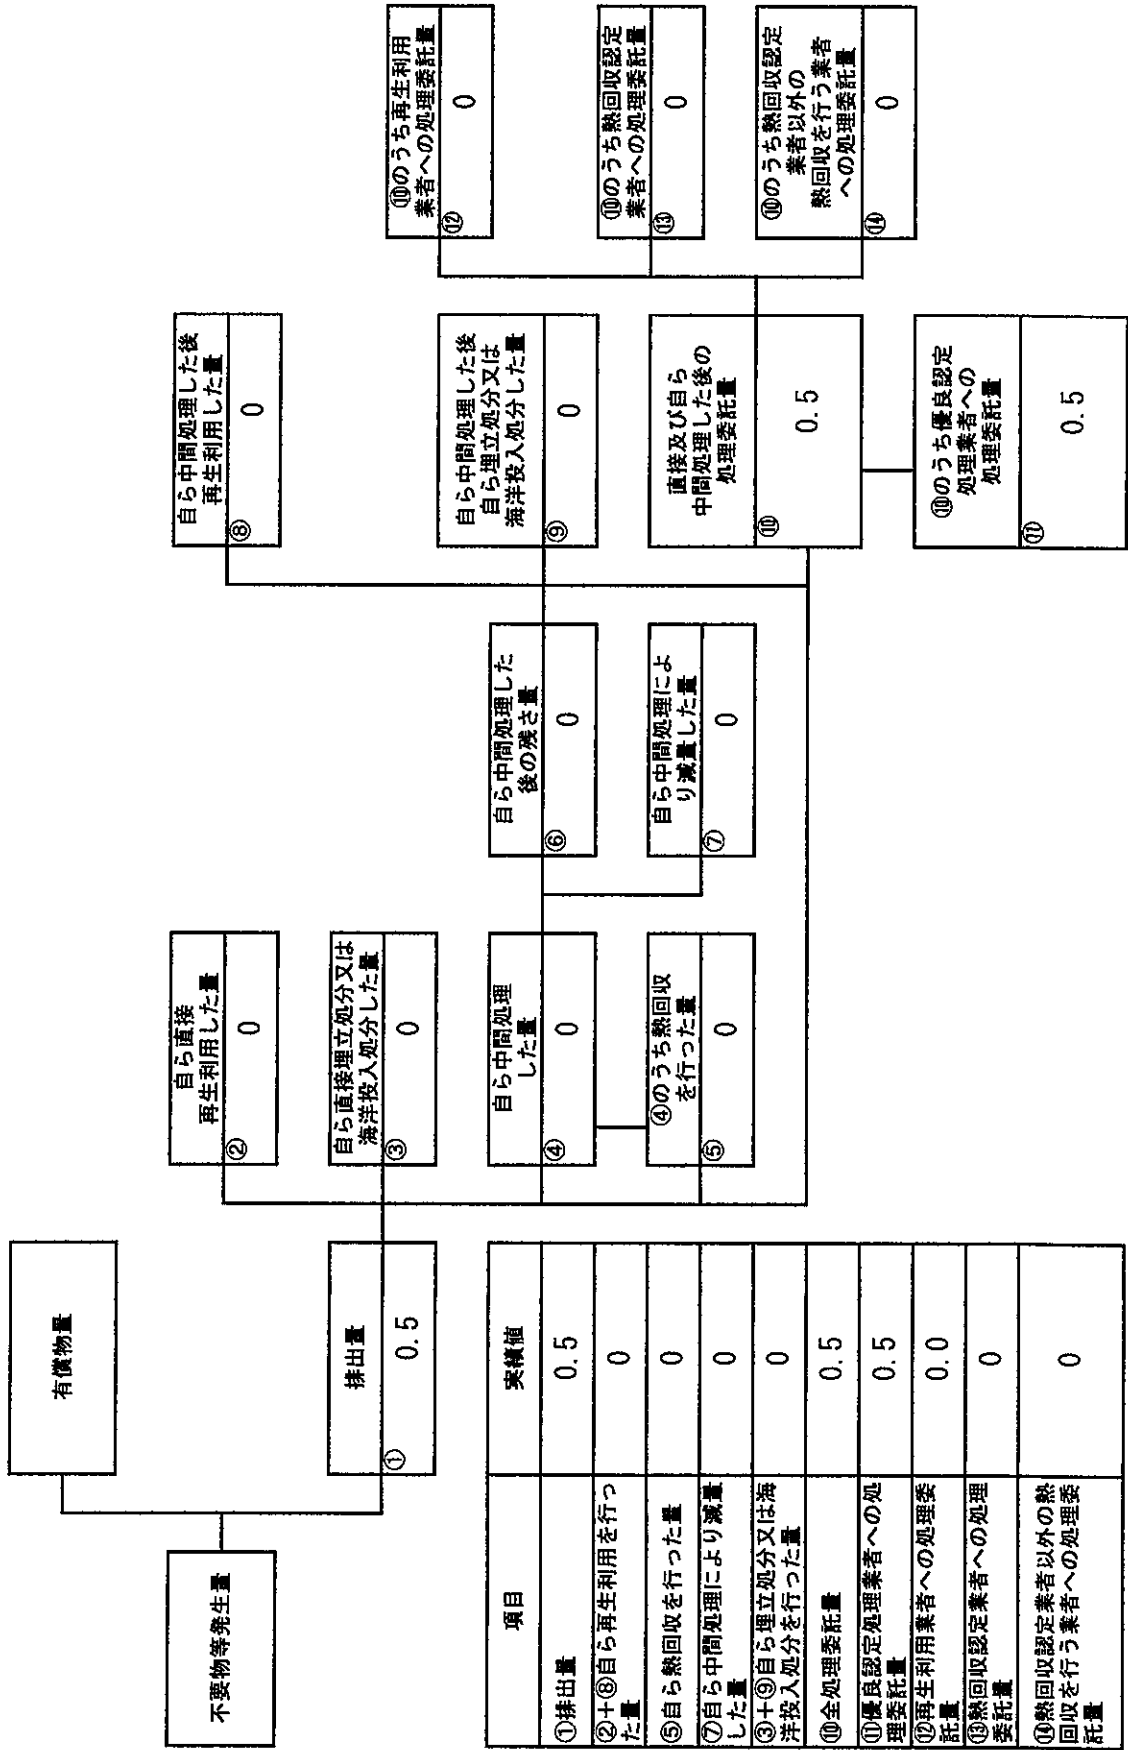 不要物等発生量
有償物量
排出量
①
0.5
自ら直接
再生利用した量
②
0
自ら直接埋立処分又は
海洋投入処分した量
③
0
自ら中間処理
した量
④
0
④のうち熱回収
を行った量
⑤
0
自ら中間処理した
後の残さ量
⑥
0
自ら中間処理によ
り減量した量
⑦
0
自ら中間処理した後
再生利用した量
⑧
0
自ら中間処理した後
自ら埋立処分又は
海洋投入処分した量
⑨
0
直接及び自ら
中間処理した後の
処理委託量
⑩
0.5
⑩のうち優良認定
処理業者への
処理委託量
⑪
0.5
⑩のうち再生利用
業者への処理委託量
⑫
0
⑩のうち熱回収認定
業者への処理委託量
⑬
0
⑩のうち熱回収認定
業者以外の
熱回収を行う業者
への処理委託量
⑭
0
項目 実績値
①排出量 0.5
②+⑧自ら再生利用を行っ
た量 0
⑤自ら熱回収を行った量 0
⑦自ら中間処理により減量
した量 0
③+⑨自ら埋立処分又は海
洋投入処分を行った量 0
⑩全処理委託量 0.5
⑪優良認定処理業者への処
理委託量 0.5
⑫再生利用業者への処理委
託量 0.0
⑬熱回収認定業者への処理
委託量 0
⑭熱回収認定業者以外の熱
回収を行う業者への処理委
託量 0